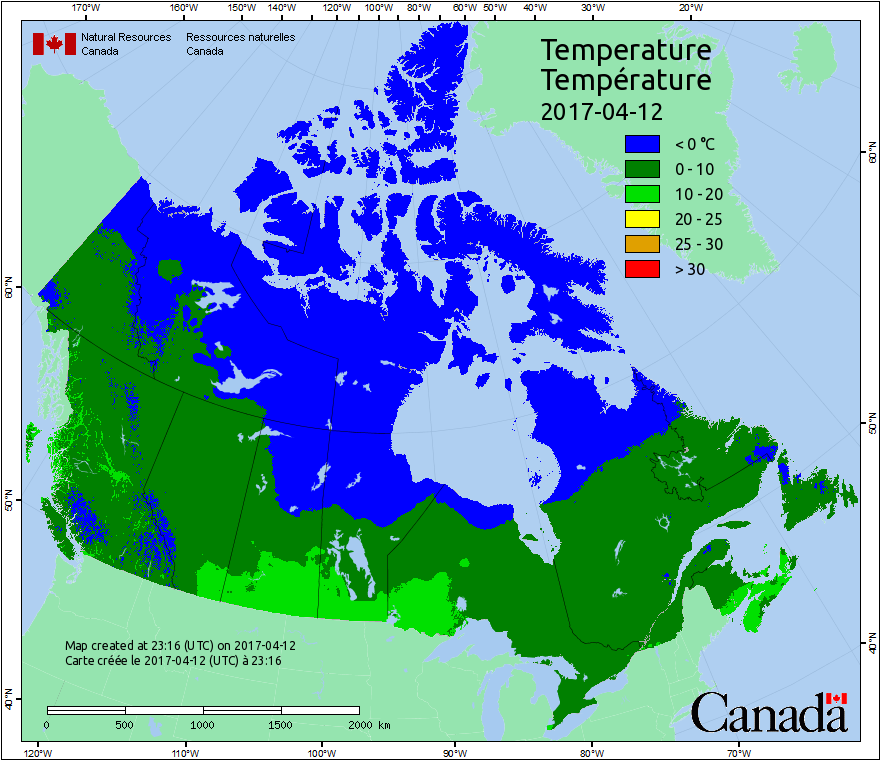 170°W 160°W 150°W 140°W 130°W 120°W 110°W 100°W 90°W 80°W 60°W 50°W 40°W 30°W 20°W
Natural Resources Canada
Ressources naturelles Canada
Temperature
Température
2017-04-12
< 0 °C
0 - 10
10 - 20
20 - 25
25 - 30
> 30
60°N
50°N
40°N
60°N
50°N
40°N
Map created at 23:16 (UTC) on 2017-04-12
Carte créée le 2017-04-12 (UTC) à 23:16
0 500 1000 1500 2000 km
Canada
120°W 110°W 100°W 90°W 80°W 70°W